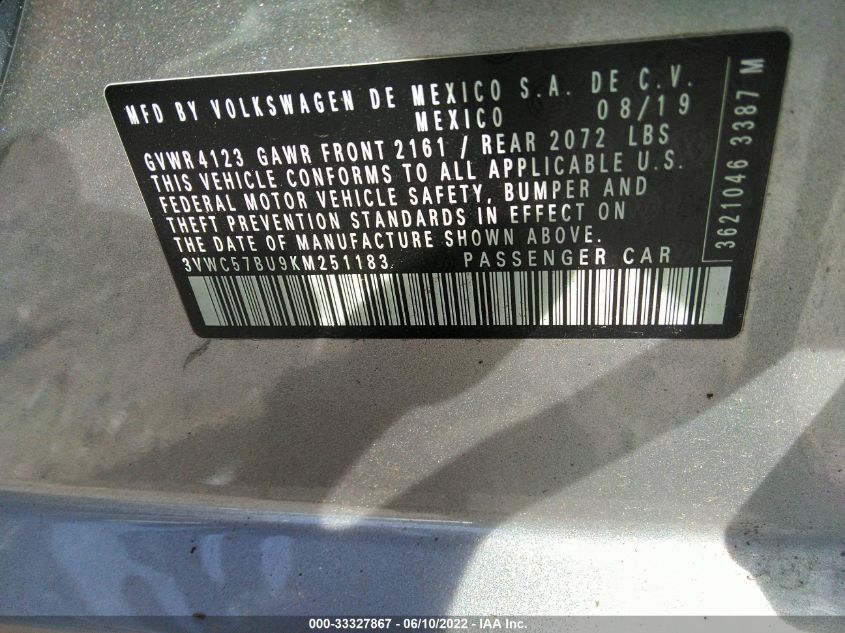 MFD BY VOLKSWAGEN DE MEXICO S.A. DE C.V.
MEXICO 08/19
GVWR 4123 GAWR FRONT 2161 / REAR 2072 LBS
THIS VEHICLE CONFORMS TO ALL APPLICABLE U.S.
FEDERAL MOTOR VEHICLE SAFETY, BUMPER AND
THEFT PREVENTION STANDARDS IN EFFECT ON
THE DATE OF MANUFACTURE SHOWN ABOVE.
3VWC57BU9KM251183 PASSENGER CAR
3621046 3387 M
000-33327867 - 06/10/2022 - © IAA Inc.